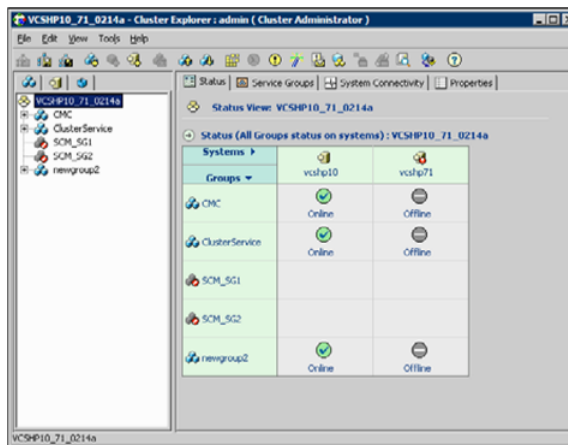 VCSHP10_71_0214a - Cluster Explorer : admin ( Cluster Administrator )
File Edit View Tools Help
Status Service Groups System Connectivity Properties
VCSHP10_71_0214a
CMC
ClusterService
SCM_SG1
SCM_SG2
newgroup2
Status View: VCSHP10_71_0214a
Status (All Groups status on systems) : VCSHP10_71_0214a
Systems
Groups
vcshp10 vcshp71
CMC Online Offline
ClusterService Online Offline
SCM_SG1
SCM_SG2
newgroup2 Online Offline
VCSHP10_71_0214a